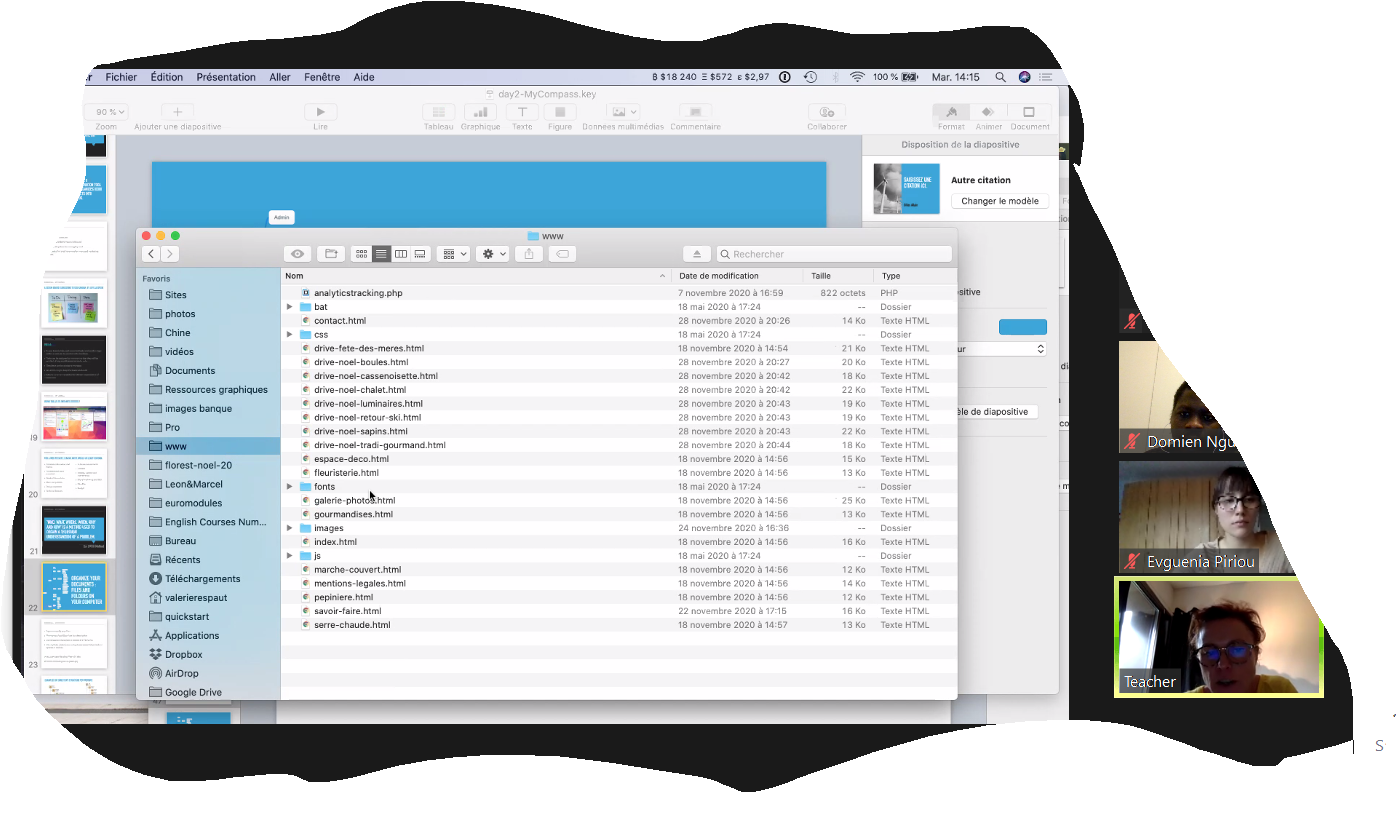 Fichier Édition Présentation Aller Fenêtre Aide
$18 240 $572 $2,97 100 % Mar. 14:15
day2-MyCompass.key
90 %
Zoom Ajouter une diapositive Lire Tableau Graphique Texte Figure Données multimédias Commentaire Collaborer Format Animer Document
Disposition de la diapositive
Autre citation
Changer le modèle
Admin
www
Rechercher
Favoris
Sites
photos
Chine
vidéos
Documents
Ressources graphiques
images banque
Pro
www
florest-noel-20
Leon&Marcel
euromodules
English Courses Num...
Bureau
Récents
Téléchargements
valerierespaut
quickstart
Applications
Dropbox
AirDrop
Google Drive
Nom Date de modification Taille Type
analyticstracking.php 7 novembre 2020 à 16:59 822 octets PHP
bat 18 mai 2020 à 17:24 -- Dossier
contact.html 28 novembre 2020 à 20:26 14 Ko Texte HTML
css 18 mai 2020 à 17:24 -- Dossier
drive-fete-des-meres.html 18 novembre 2020 à 14:54 21 Ko Texte HTML
drive-noel-boules.html 28 novembre 2020 à 20:27 20 Ko Texte HTML
drive-noel-cassenoisette.html 28 novembre 2020 à 20:42 18 Ko Texte HTML
drive-noel-chalet.html 28 novembre 2020 à 20:42 22 Ko Texte HTML
drive-noel-luminaires.html 28 novembre 2020 à 20:43 19 Ko Texte HTML
drive-noel-retour-ski.html 28 novembre 2020 à 20:43 19 Ko Texte HTML
drive-noel-sapins.html 28 novembre 2020 à 20:43 22 Ko Texte HTML
drive-noel-tradi-gourmand.html 28 novembre 2020 à 20:44 18 Ko Texte HTML
espace-deco.html 18 novembre 2020 à 14:56 15 Ko Texte HTML
fleuristerie.html 18 novembre 2020 à 14:56 13 Ko Texte HTML
fonts 18 mai 2020 à 17:24 -- Dossier
galerie-photos.html 18 novembre 2020 à 14:56 25 Ko Texte HTML
gourmandises.html 18 novembre 2020 à 14:56 13 Ko Texte HTML
images 24 novembre 2020 à 16:36 -- Dossier
index.html 18 novembre 2020 à 14:56 16 Ko Texte HTML
js 18 mai 2020 à 17:24 -- Dossier
marche-couvert.html 18 novembre 2020 à 14:56 12 Ko Texte HTML
mentions-legales.html 18 novembre 2020 à 14:56 14 Ko Texte HTML
pepiniere.html 18 novembre 2020 à 14:56 12 Ko Texte HTML
savoir-faire.html 22 novembre 2020 à 17:15 16 Ko Texte HTML
serre-chaude.html 18 novembre 2020 à 14:57 13 Ko Texte HTML
de diapositive
19
20
21
22
ORGANIZE YOUR
DOCUMENTS -
FILES AND
FOLDERS ON
YOUR COMPUTER
23
Domien Ngu
Evguenia Piriou
Teacher
S